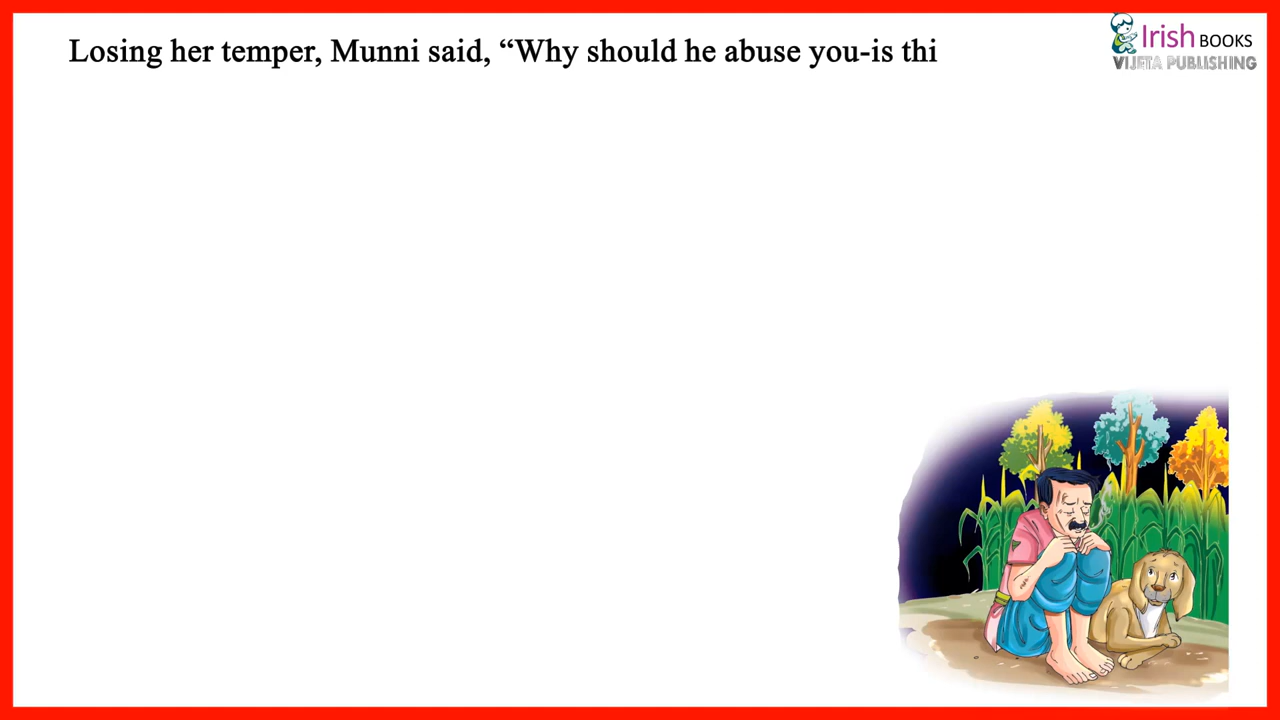 Losing her temper, Munni said, “Why should he abuse you-is thi
Irish BOOKS
VIJETA PUBLISHING